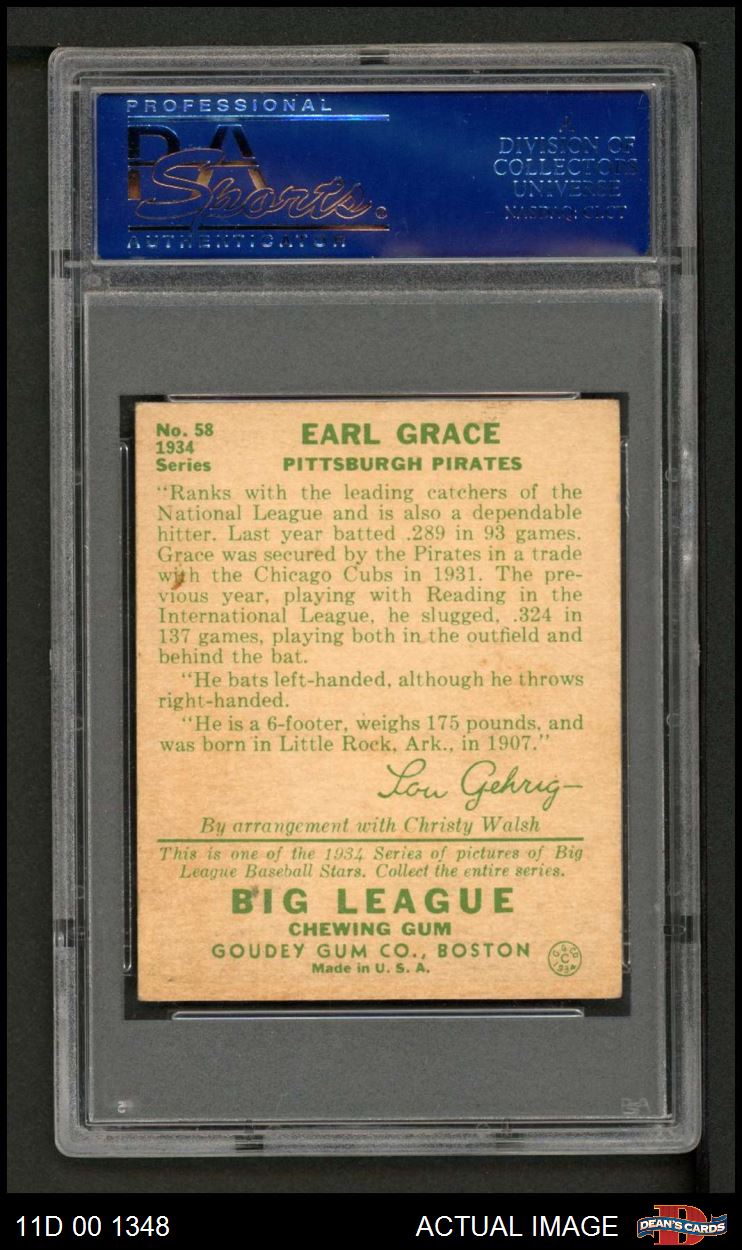 PROFESSIONAL
PSA
Sports
AUTHENTICATOR
A
DIVISION OF
COLLECTORS
UNIVERSE
NASDAQ: CLCT
No. 58
1934
Series
EARL GRACE
PITTSBURGH PIRATES
"Ranks with the leading catchers of the
National League and is also a dependable
hitter. Last year batted .289 in 93 games.
Grace was secured by the Pirates in a trade
with the Chicago Cubs in 1931. The pre-
vious year, playing with Reading in the
International League, he slugged, .324 in
137 games, playing both in the outfield and
behind the bat.
"He bats left-handed, although he throws
right-handed.
"He is a 6-footer, weighs 175 pounds, and
was born in Little Rock, Ark., in 1907."
Lou Gehrig
By arrangement with Christy Walsh
This is one of the 1934 Series of pictures of Big
League Baseball Stars. Collect the entire series.
BIG LEAGUE
CHEWING GUM
GOUDEY GUM CO., BOSTON
Made in U. S. A.
G. G. CO.
C
1934
PSA
11D 00 1348
ACTUAL IMAGE
D
DEAN'S CARDS